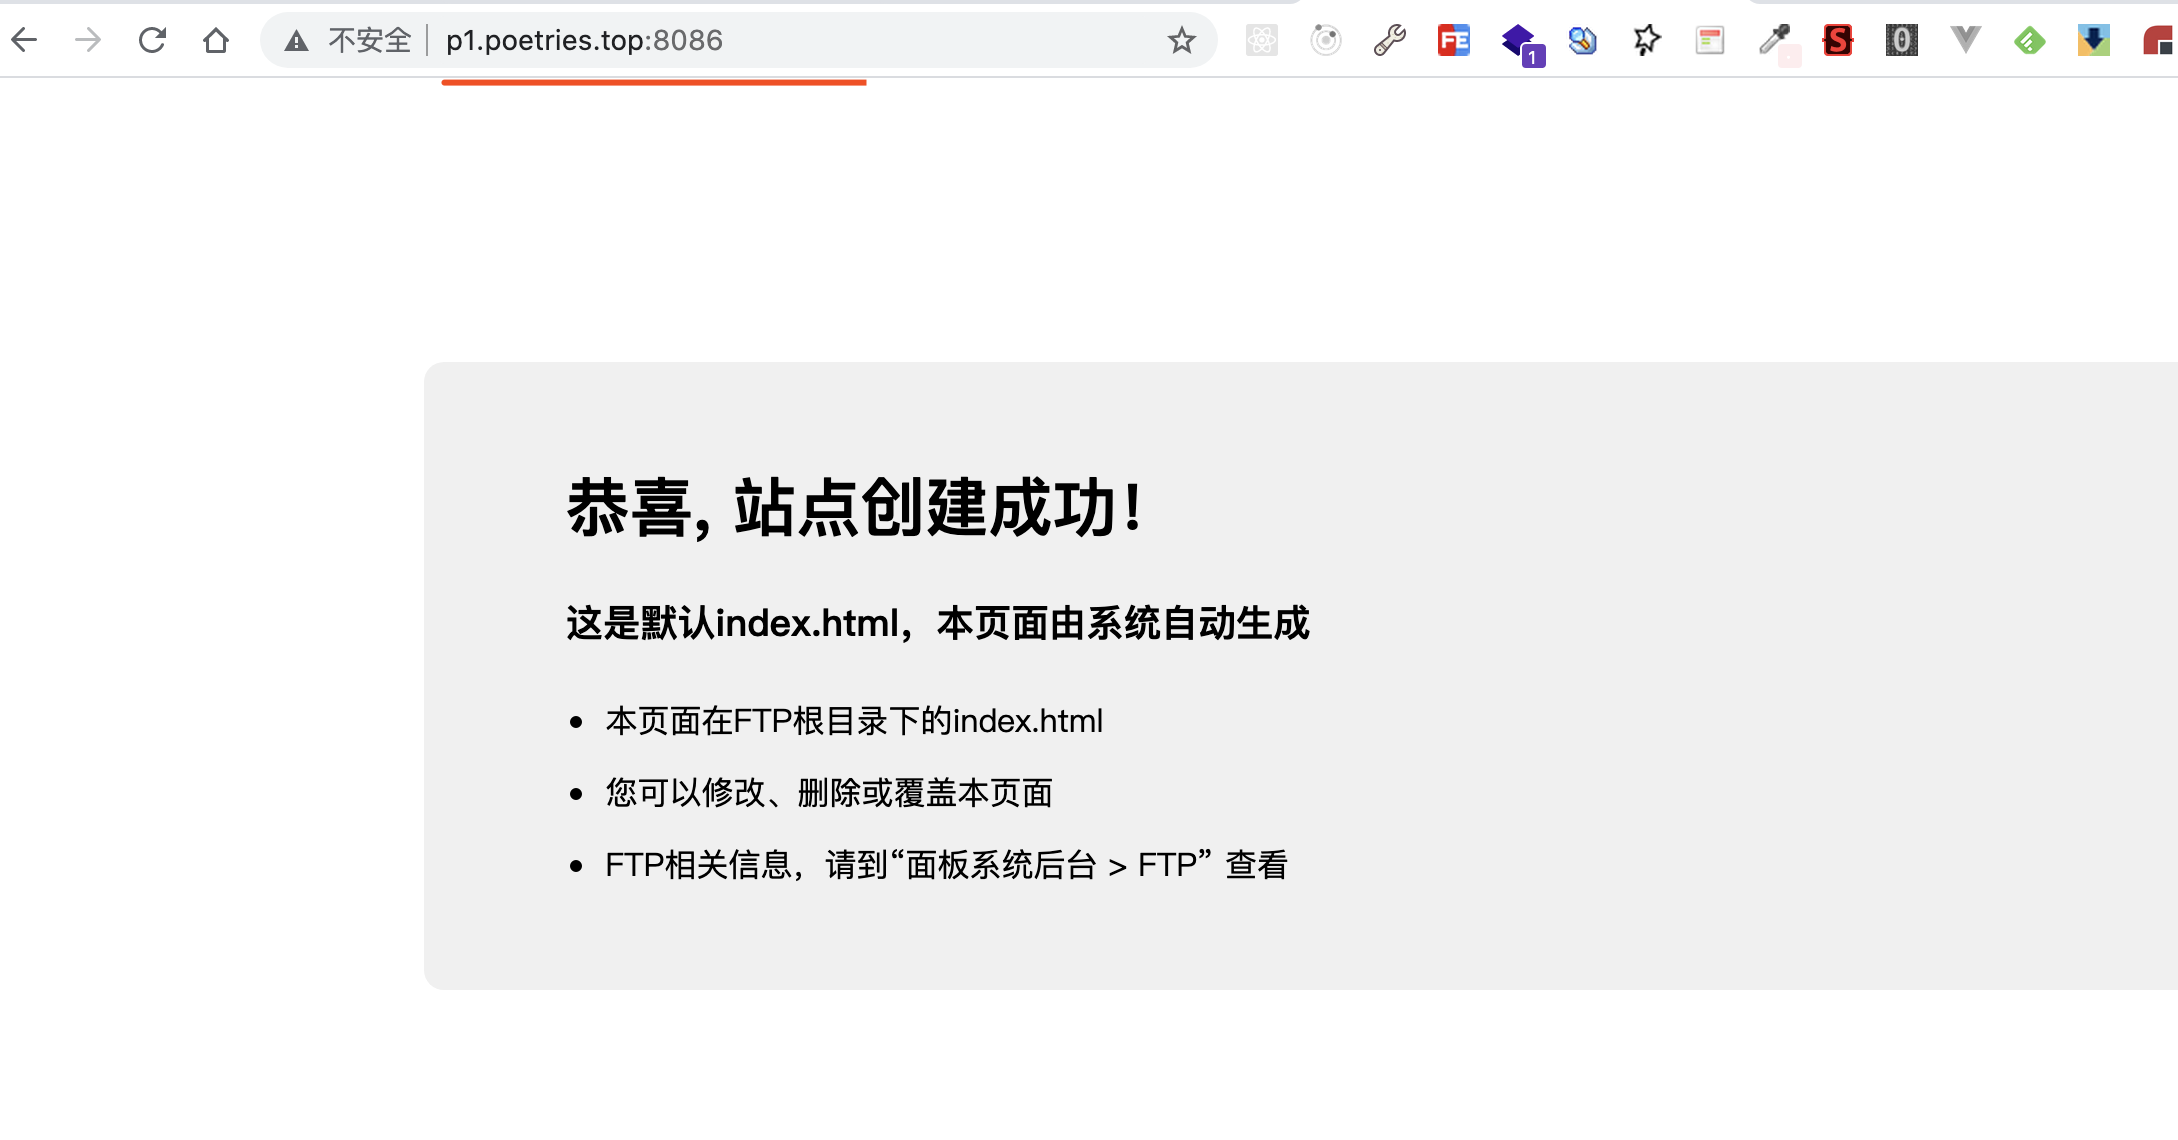 不安全 p1.poetries.top:8086
FE
1
S
0
恭喜, 站点创建成功！
这是默认index.html，本页面由系统自动生成
本页面在FTP根目录下的index.html
您可以修改、删除或覆盖本页面
FTP相关信息，请到“面板系统后台 > FTP” 查看